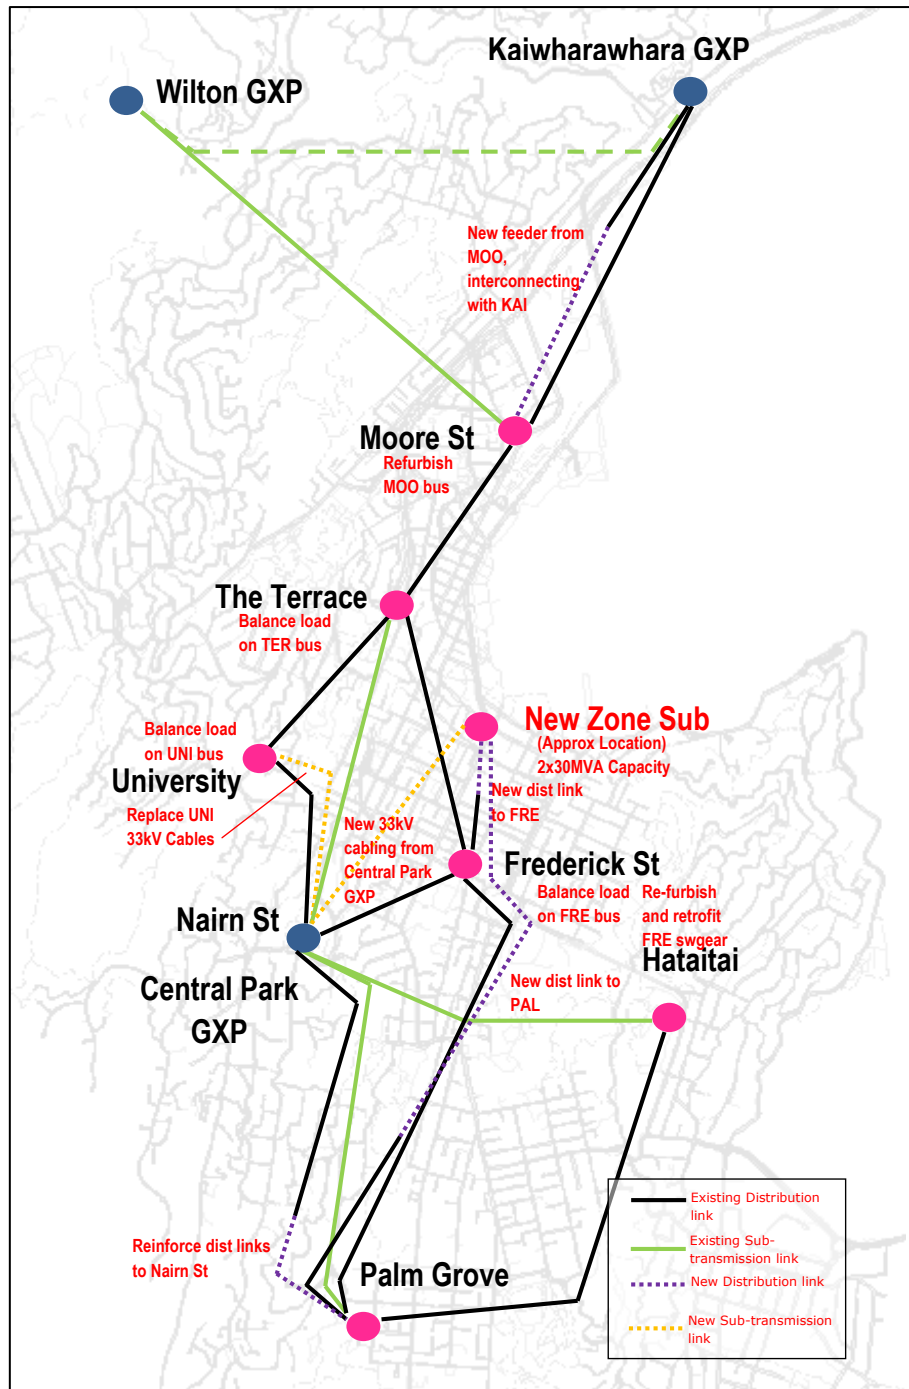 Kaiwharawhara GXP
Wilton GXP
New feeder from
MOO,
interconnecting
with KAI
Moore St
Refurbish
MOO bus
The Terrace
Balance load
on TER bus
Balance load
on UNI bus
University
Replace UNI
33kV Cables
New Zone Sub
(Approx Location)
2x30MVA Capacity
New dist link
to FRE
New 33kV
cabling from
Central Park
GXP
Frederick St
Balance load
on FRE bus
Re-furbish
and retrofit
FRE swgear
Nairn St
Central Park
GXP
Hataitai
New dist link to
PAL
Reinforce dist links
to Nairn St
Palm Grove
Existing Distribution
link
Existing Sub-
transmission link
New Distribution link
New Sub-transmission
link